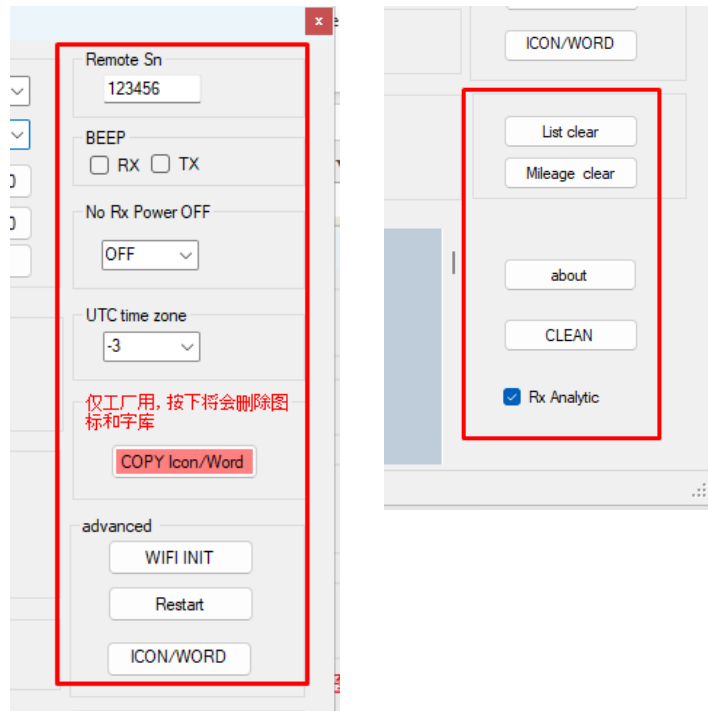 Remote Sn
123456
BEEP
RX TX
No Rx Power OFF
OFF
UTC time zone
-3
仅工厂用, 按下将会删除图
标和字库
COPY Icon/Word
advanced
WIFI INIT
Restart
ICON/WORD
ICON/WORD
List clear
Mileage clear
about
CLEAN
Rx Analytic